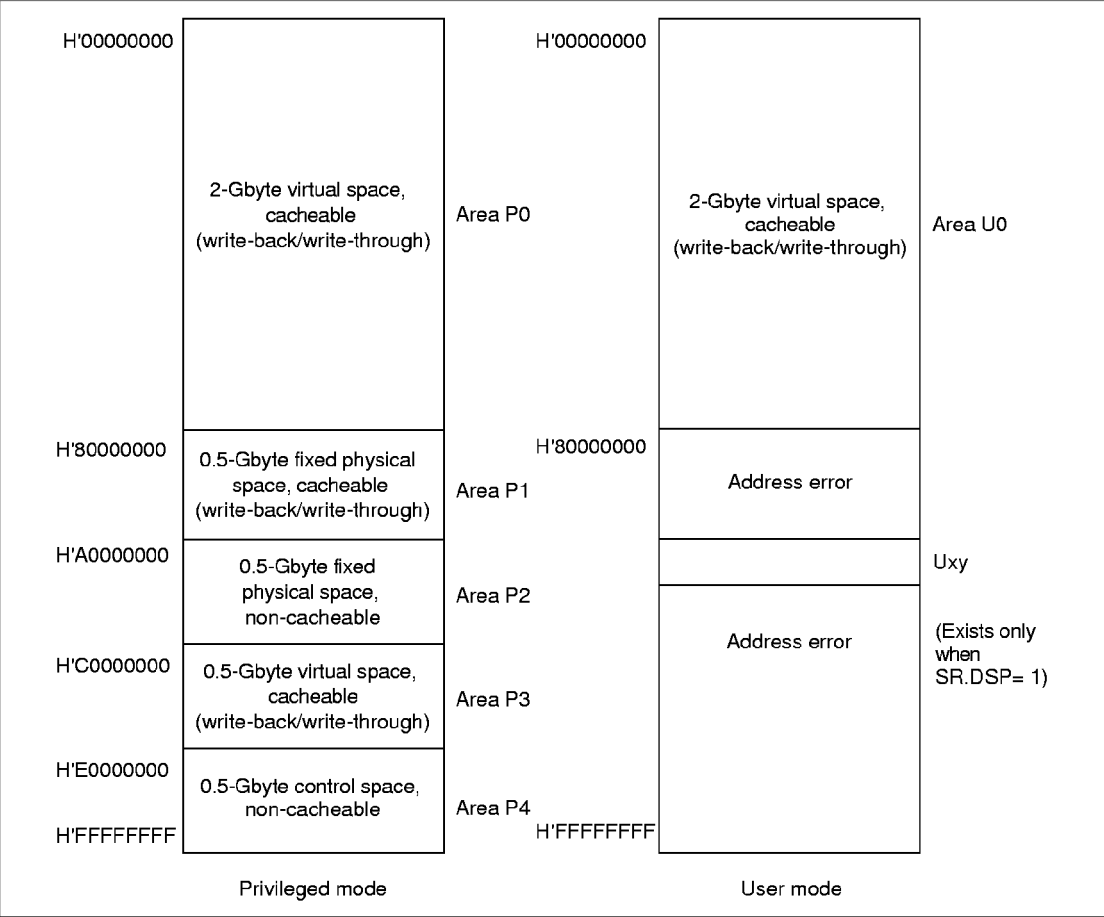 H'00000000
2-Gbyte virtual space,
cacheable
(write-back/write-through)
Area P0
H'80000000
0.5-Gbyte fixed physical
space, cacheable
(write-back/write-through)
Area P1
H'A0000000
0.5-Gbyte fixed
physical space,
non-cacheable
Area P2
H'C0000000
0.5-Gbyte virtual space,
cacheable
(write-back/write-through)
Area P3
H'E0000000
0.5-Gbyte control space,
non-cacheable
Area P4
H'FFFFFFFF
Privileged mode
H'00000000
2-Gbyte virtual space,
cacheable
(write-back/write-through)
Area U0
H'80000000
Address error
Uxy
Address error
(Exists only
when
SR.DSP= 1)
H'FFFFFFFF
User mode